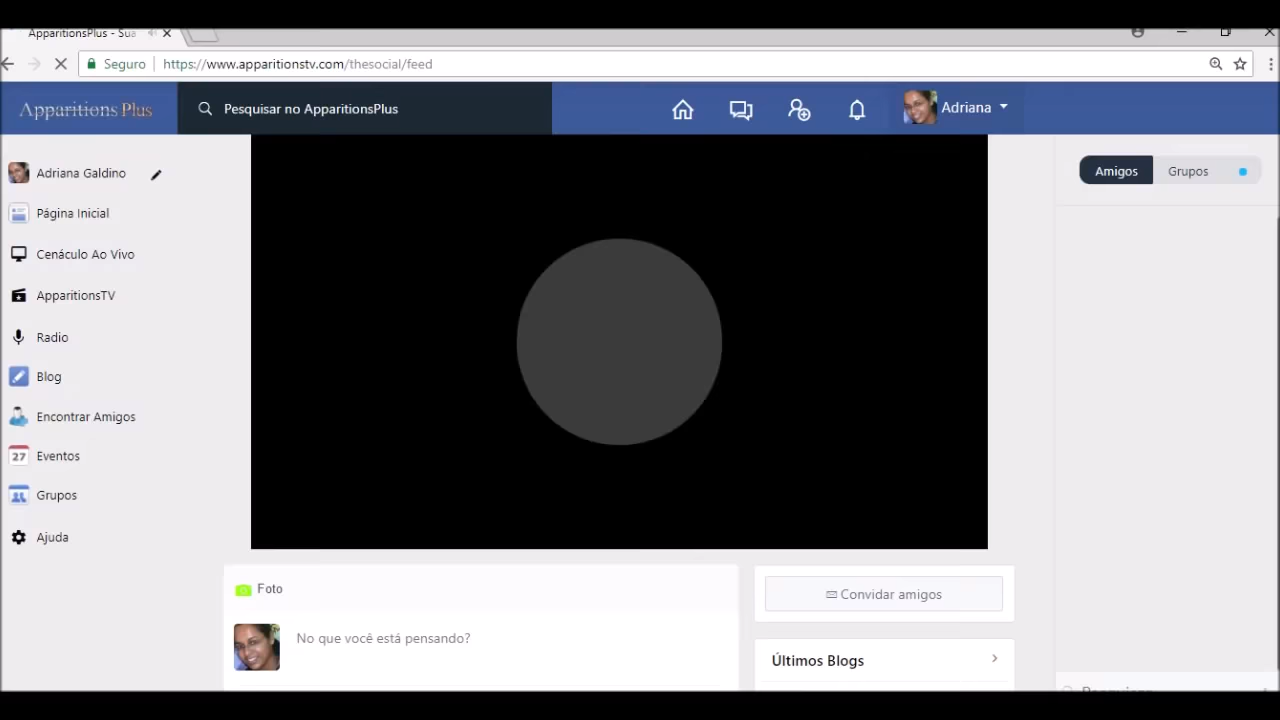 ApparitionsPlus - Sua
Seguro
https://www.apparitionstv.com/thesocial/feed
Apparitions Plus
Pesquisar no ApparitionsPlus
Adriana
Adriana Galdino
Página Inicial
Cenáculo Ao Vivo
ApparitionsTV
Radio
Blog
Encontrar Amigos
27
Eventos
Grupos
Ajuda
Foto
No que você está pensando?
Convidar amigos
Últimos Blogs
Amigos
Grupos